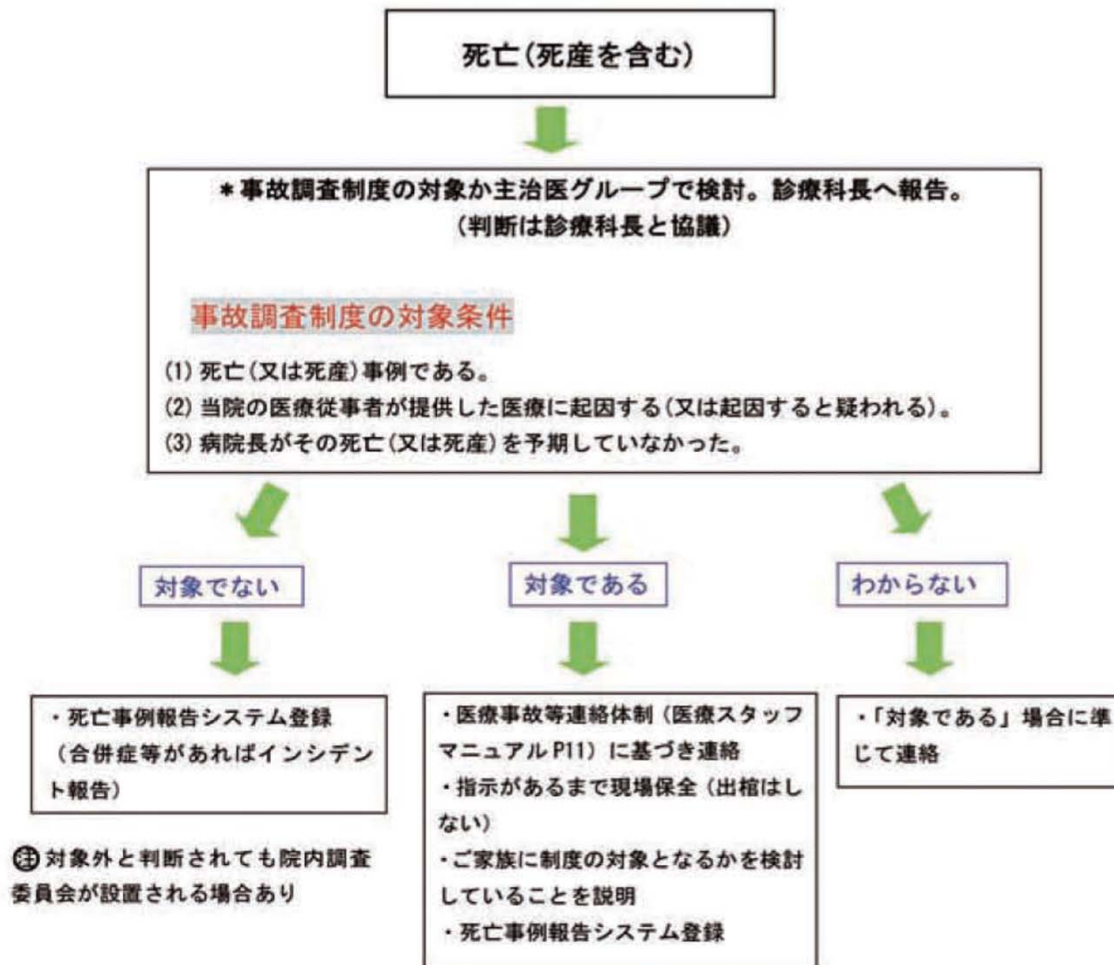 死亡(死産を含む)
＊事故調査制度の対象か主治医グループで検討。診療科長へ報告。
(判断は診療科長と協議)
事故調査制度の対象条件
(1) 死亡(又は死産)事例である。
(2) 当院の医療従事者が提供した医療に起因する(又は起因すると疑われる)。
(3) 病院長がその死亡(又は死産)を予期していなかった。
対象でない
対象である
わからない
・死亡事例報告システム登録
（合併症等があればインシデン
ト報告）
㊟対象外と判断されても院内調査
委員会が設置される場合あり
・医療事故等連絡体制（医療スタッフ
マニュアルP11）に基づき連絡
・指示があるまで現場保全（出棺はし
ない）
・ご家族に制度の対象となるかを検討
していることを説明
・死亡事例報告システム登録
・「対象である」場合に準
じて連絡